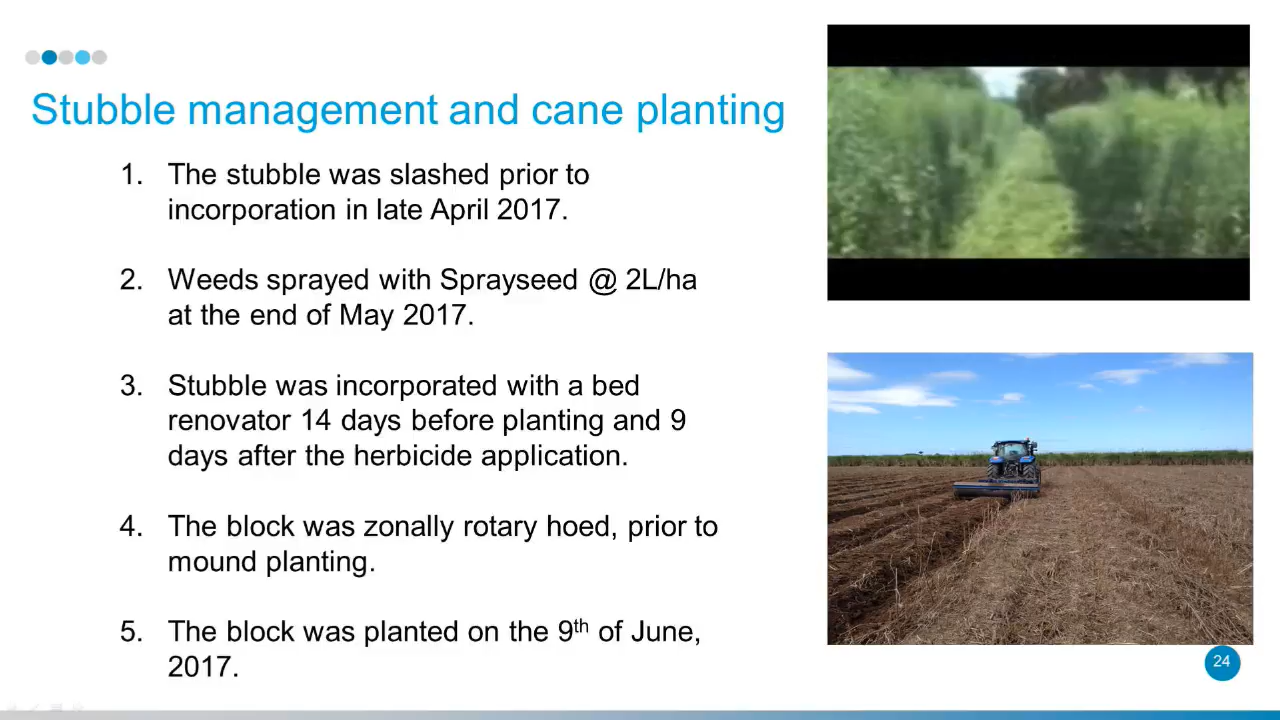 Stubble management and cane planting
1. The stubble was slashed prior to
incorporation in late April 2017.
2. Weeds sprayed with Sprayseed @ 2L/ha
at the end of May 2017.
3. Stubble was incorporated with a bed
renovator 14 days before planting and 9
days after the herbicide application.
4. The block was zonally rotary hoed, prior to
mound planting.
5. The block was planted on the 9th of June,
2017.
24